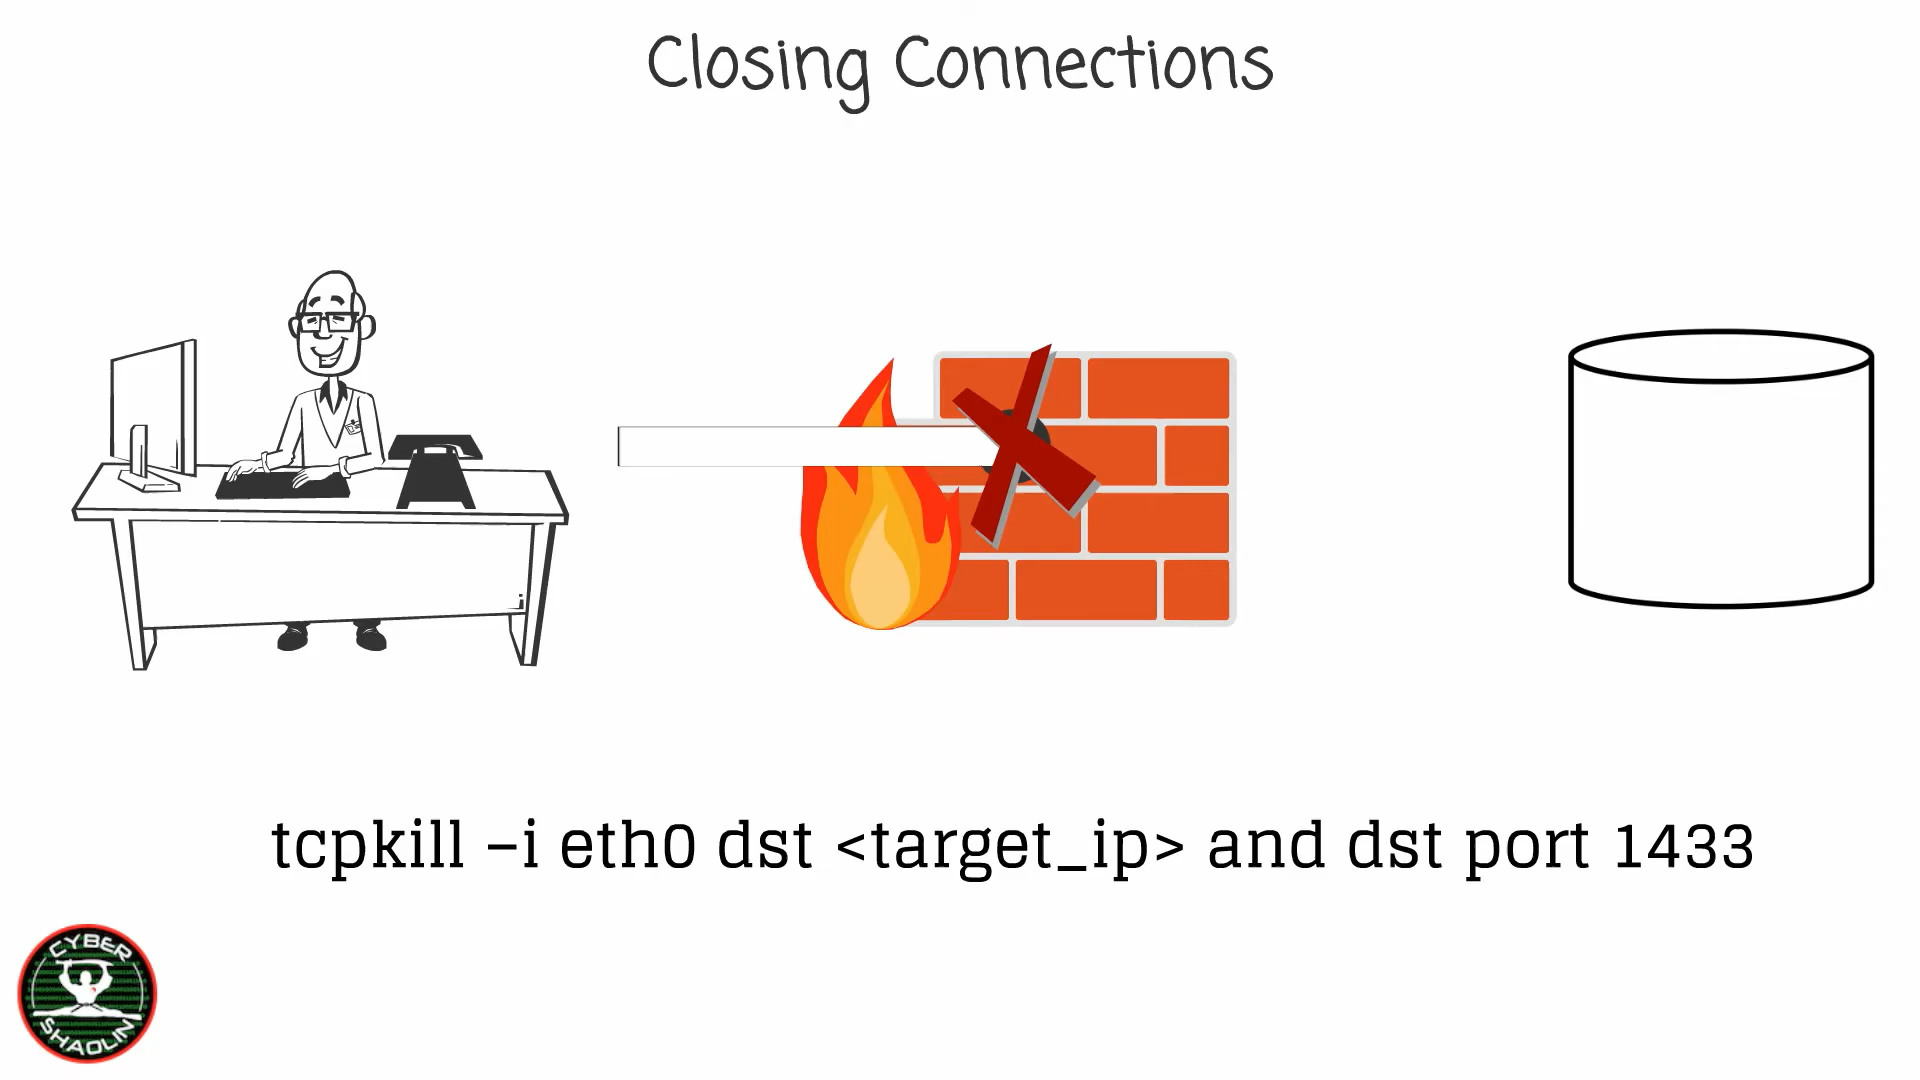 Closing Connections
tcpkill –i eth0 dst <target_ip> and dst port 1433
CYBER
SHAOLIN